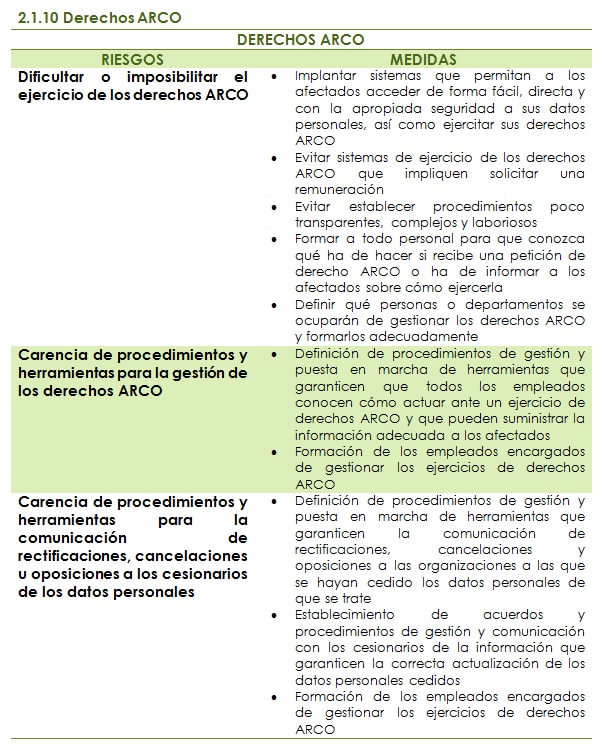 2.1.10 Derechos ARCO
DERECHOS ARCO
RIESGOS MEDIDAS
Dificultar o imposibilitar el
ejercicio de los derechos ARCO
• Implantar sistemas que permitan a los
afectados acceder de forma fácil, directa y
con la apropiada seguridad a sus datos
personales, así como ejercitar sus derechos
ARCO
• Evitar sistemas de ejercicio de los derechos
ARCO que impliquen solicitar una
remuneración
• Evitar establecer procedimientos poco
transparentes, complejos y laboriosos
• Formar a todo personal para que conozca
qué ha de hacer si recibe una petición de
derecho ARCO o ha de informar a los
afectados sobre cómo ejercerla
• Definir qué personas o departamentos se
ocuparán de gestionar los derechos ARCO
y formarlos adecuadamente
Carencia de procedimientos y
herramientas para la gestión de
los derechos ARCO
• Definición de procedimientos de gestión y
puesta en marcha de herramientas que
garanticen que todos los empleados
conocen cómo actuar ante un ejercicio de
derechos ARCO y que pueden suministrar la
información adecuada a los afectados
• Formación de los empleados encargados
de gestionar los ejercicios de derechos
ARCO
Carencia de procedimientos y
herramientas para la
comunicación de
rectificaciones, cancelaciones
u oposiciones a los cesionarios
de los datos personales
• Definición de procedimientos de gestión y
puesta en marcha de herramientas que
garanticen la comunicación de
rectificaciones, cancelaciones y
oposiciones a las organizaciones a las que
se hayan cedido los datos personales de
que se trate
• Establecimiento de acuerdos y
procedimientos de gestión y comunicación
con los cesionarios de la información que
garanticen la correcta actualización de los
datos personales cedidos
• Formación de los empleados encargados
de gestionar los ejercicios de derechos
ARCO